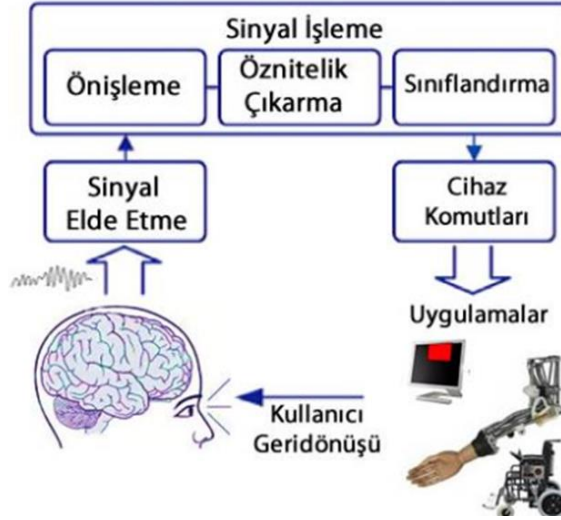 Sinyal İşleme
Önişleme
Öznitelik
Çıkarma
Sınıflandırma
Sinyal
Elde Etme
Cihaz
Komutları
Uygulamalar
Kullanıcı
Geridönüşü